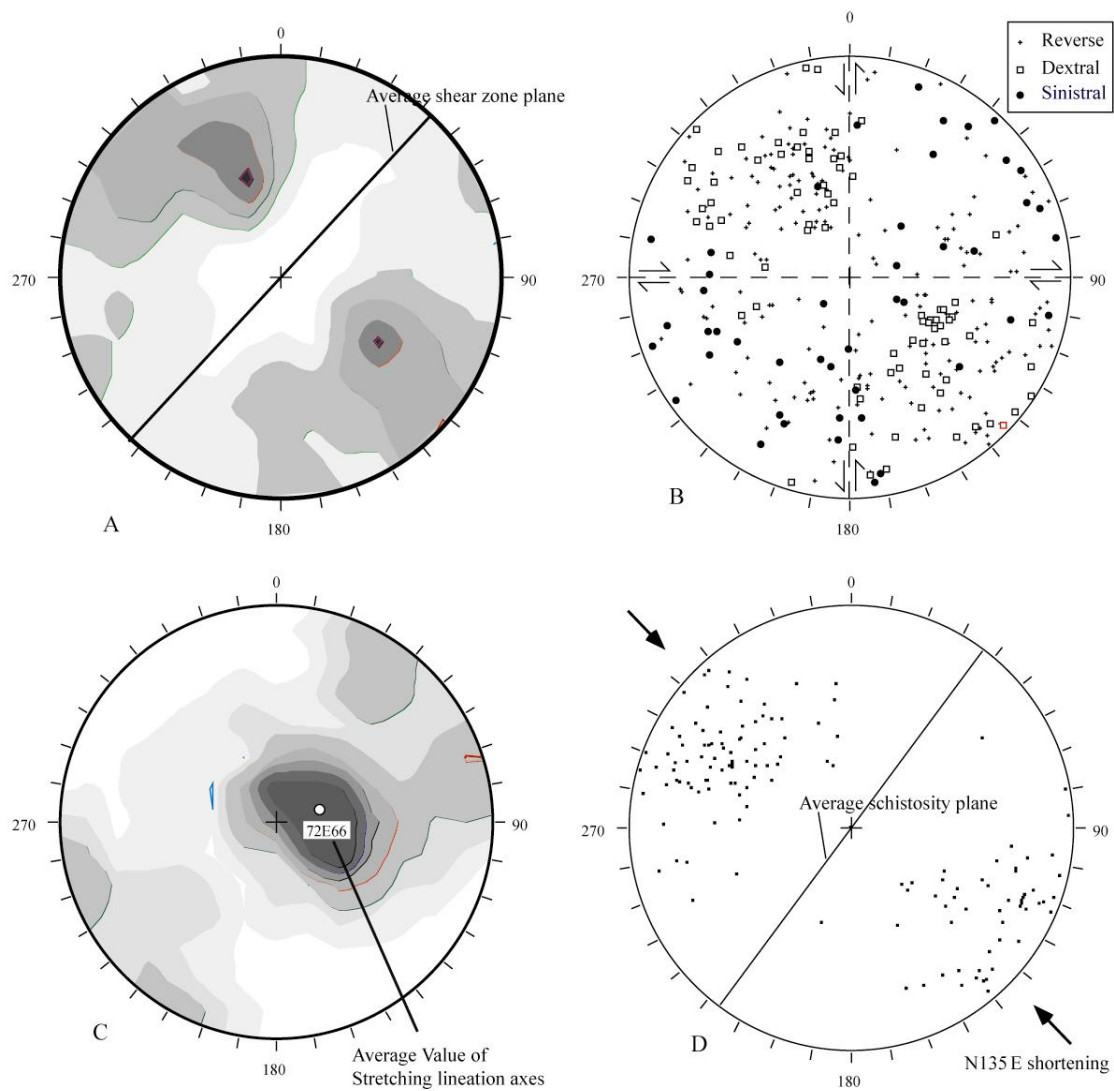 0
Average shear zone plane
270
90
A
180
0
Reverse
Dextral
Sinistral
270
90
B
180
0
270
90
72E66
C
180
Average Value of
Stretching lineation axes
0
270
90
Average schistosity plane
D
180
N135 E shortening